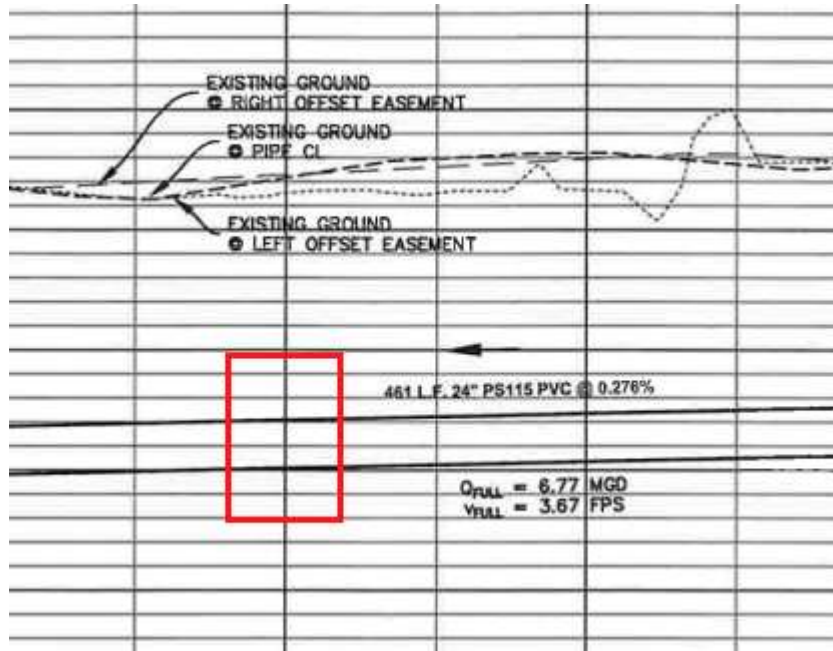 EXISTING GROUND
@ RIGHT OFFSET EASEMENT
EXISTING GROUND
@ PIPE CL
EXISTING GROUND
@ LEFT OFFSET EASEMENT
461 L.F. 24" PS115 PVC @ 0.276%
QFULL = 6.77 MGD
VFULL = 3.67 FPS